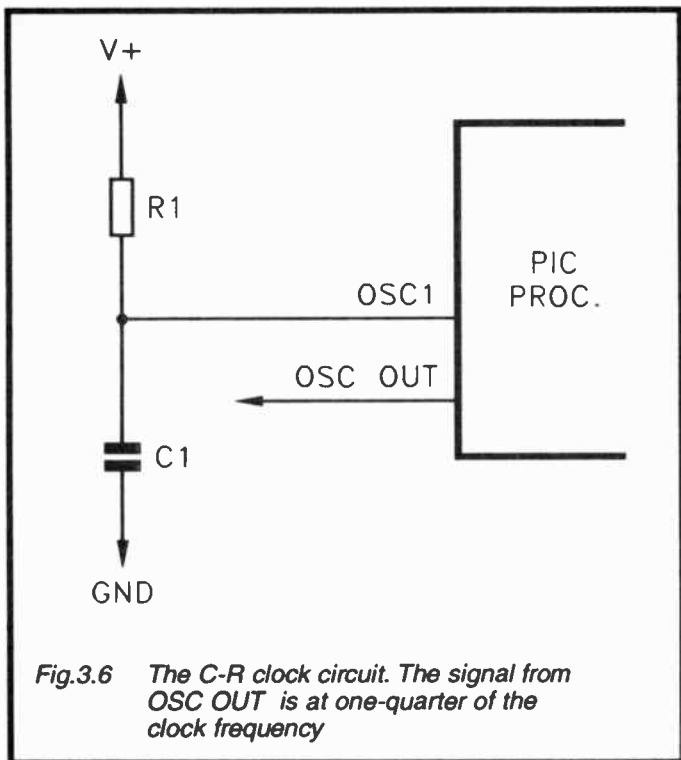 V+
R1
OSC1
PIC
PROC.
OSC OUT
C1
GND
Fig.3.6 The C-R clock circuit. The signal from
OSC OUT is at one-quarter of the
clock frequency